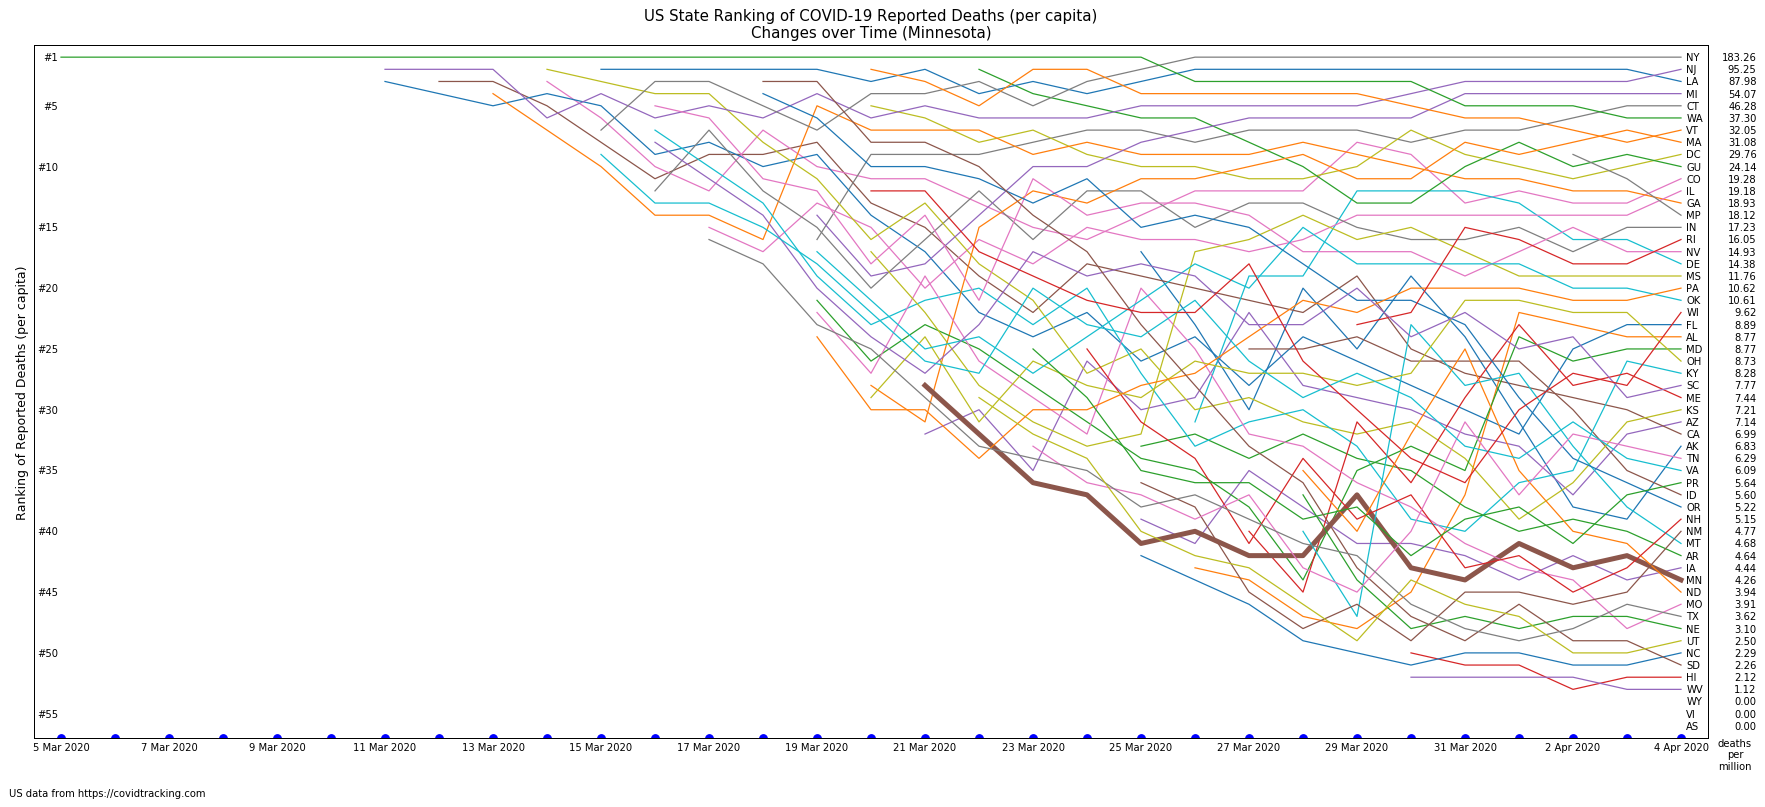 US State Ranking of COVID-19 Reported Deaths (per capita)
Changes over Time (Minnesota)
Ranking of Reported Deaths (per capita)
#1
#5
#10
#15
#20
#25
#30
#35
#40
#45
#50
#55
NY 183.26
NJ 95.25
LA 87.98
MI 54.07
CT 46.28
WA 37.30
VT 32.05
MA 31.08
DC 29.76
GU 24.14
CO 19.28
IL 19.18
GA 18.93
MP 18.12
IN 17.23
RI 16.05
NV 14.93
DE 14.38
MS 11.76
PA 10.62
OK 10.61
WI 9.62
FL 8.89
AL 8.77
MD 8.77
OH 8.73
KY 8.28
SC 7.77
ME 7.44
KS 7.21
AZ 7.14
CA 6.99
AK 6.83
TN 6.29
VA 6.09
PR 5.64
ID 5.60
OR 5.22
NH 5.15
NM 4.77
MT 4.68
AR 4.64
IA 4.44
MN 4.26
ND 3.94
MO 3.91
TX 3.62
NE 3.10
UT 2.50
NC 2.29
SD 2.26
HI 2.12
WV 1.12
WY 0.00
VI 0.00
AS 0.00
5 Mar 2020 7 Mar 2020 9 Mar 2020 11 Mar 2020 13 Mar 2020 15 Mar 2020 17 Mar 2020 19 Mar 2020 21 Mar 2020 23 Mar 2020 25 Mar 2020 27 Mar 2020 29 Mar 2020 31 Mar 2020 2 Apr 2020 4 Apr 2020
deaths
per
million
US data from https://covidtracking.com